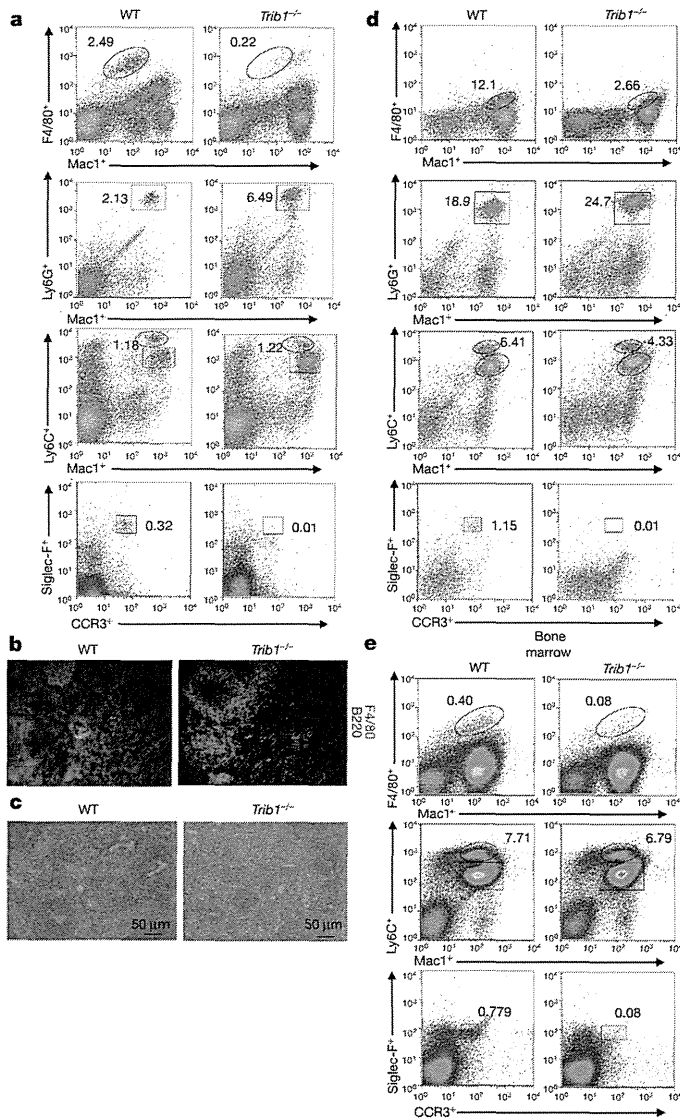 a
WT Trib1⁻/⁻
2.49 0.22
F4/80⁺
Mac1⁺
2.13 6.49
Ly6G⁺
Mac1⁺
1.18 1.22
Ly6C⁺
Mac1⁺
0.32 0.01
Siglec-F⁺
CCR3⁺
b
WT Trib1⁻/⁻
F4/80
B220
c
WT Trib1⁻/⁻
50 μm 50 μm
d
WT Trib1⁻/⁻
12.1 2.66
F4/80⁺
Mac1⁺
18.9 24.7
Ly6G⁺
Mac1⁺
6.41 4.33
Ly6C⁺
Mac1⁺
1.15 0.01
Siglec-F⁺
CCR3⁺
e
Bone
marrow
WT Trib1⁻/⁻
0.40 0.08
F4/80⁺
Mac1⁺
7.71 6.79
Ly6C⁺
Mac1⁺
0.779 0.08
Siglec-F⁺
CCR3⁺